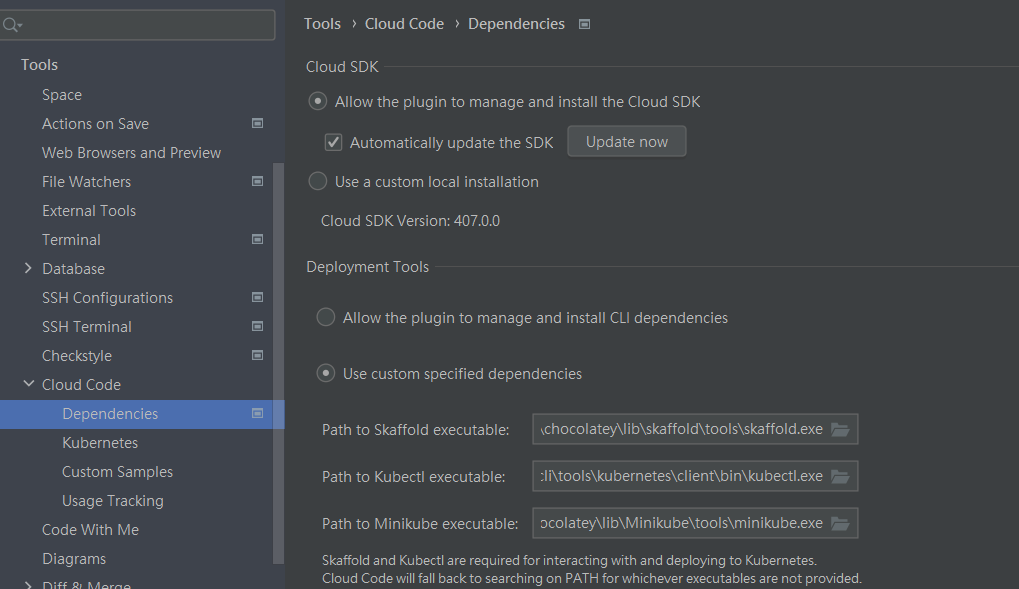 Tools
Space
Actions on Save
Web Browsers and Preview
File Watchers
External Tools
Terminal
Database
SSH Configurations
SSH Terminal
Checkstyle
Cloud Code
Dependencies
Kubernetes
Custom Samples
Usage Tracking
Code With Me
Diagrams
Diff & Merge
Tools › Cloud Code › Dependencies
Cloud SDK
Allow the plugin to manage and install the Cloud SDK
Automatically update the SDK Update now
Use a custom local installation
Cloud SDK Version: 407.0.0
Deployment Tools
Allow the plugin to manage and install CLI dependencies
Use custom specified dependencies
Path to Skaffold executable: \chocolatey\lib\skaffold\tools\skaffold.exe
Path to Kubectl executable: :li\tools\kubernetes\client\bin\kubectl.exe
Path to Minikube executable: ocolatey\lib\Minikube\tools\minikube.exe
Skaffold and Kubectl are required for interacting with and deploying to Kubernetes.
Cloud Code will fall back to searching on PATH for whichever executables are not provided.